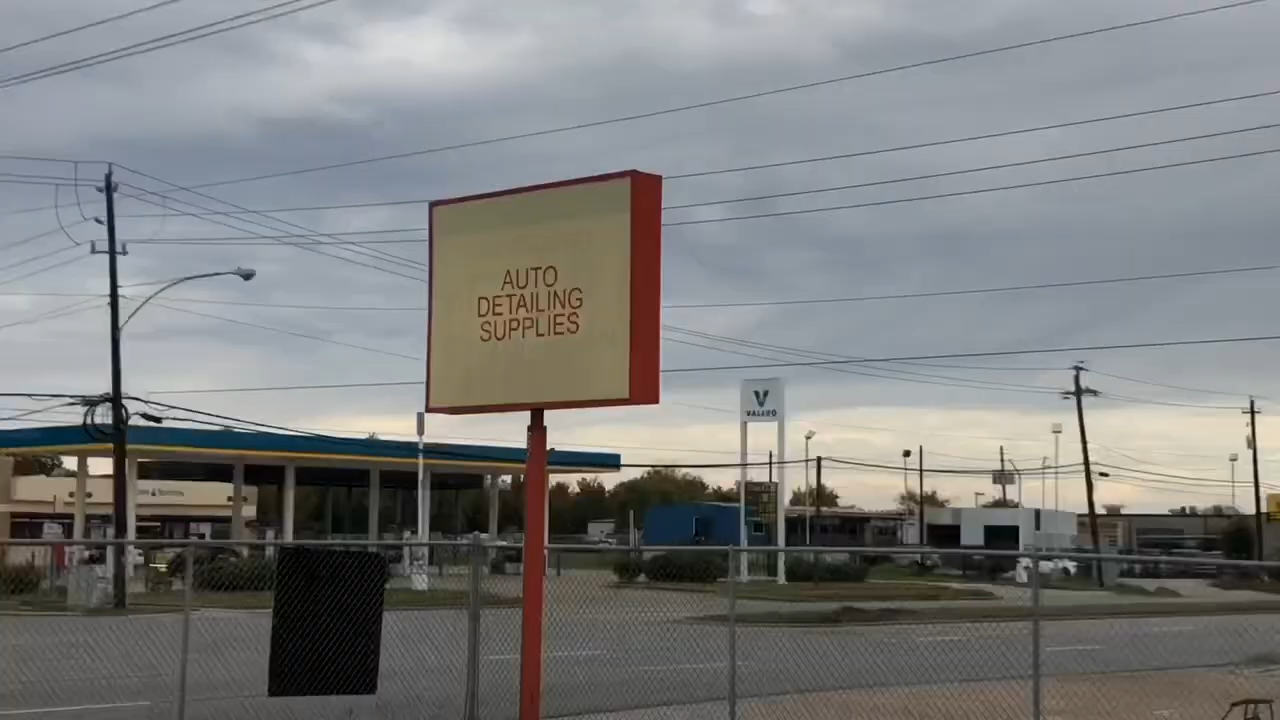 AUTO
DETAILING
SUPPLIES
V
VALERO